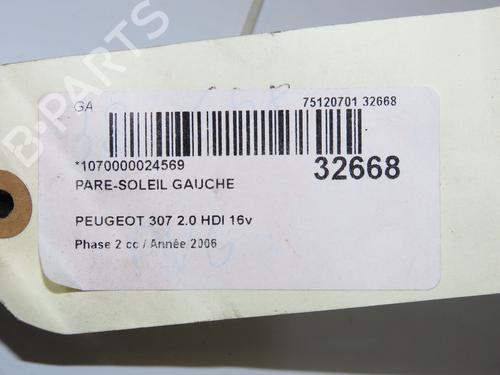 GA 75120701 32668
*1070000024569 32668
PARE-SOLEIL GAUCHE
PEUGEOT 307 2.0 HDI 16v
Phase 2 cc / Année 2006
B-PARTS